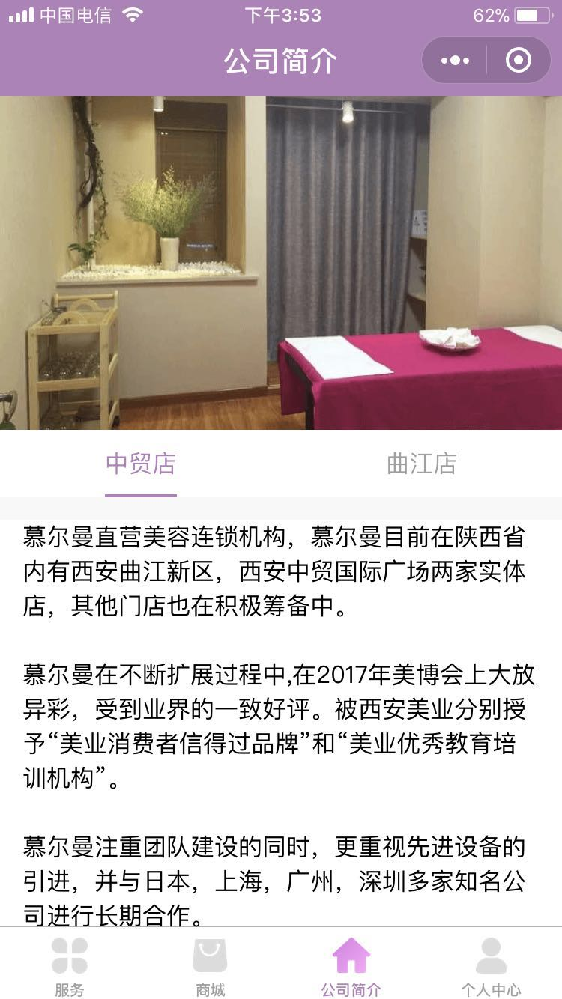 中国电信
下午3:53
62%
公司简介
中贸店
曲江店
慕尔曼直营美容连锁机构，慕尔曼目前在陕西省
内有西安曲江新区，西安中贸国际广场两家实体
店，其他门店也在积极筹备中。
慕尔曼在不断扩展过程中,在2017年美博会上大放
异彩，受到业界的一致好评。被西安美业分别授
予“美业消费者信得过品牌”和“美业优秀教育培
训机构”。
慕尔曼注重团队建设的同时，更重视先进设备的
引进，并与日本，上海，广州，深圳多家知名公
司进行长期合作。
服务
商城
公司简介
个人中心